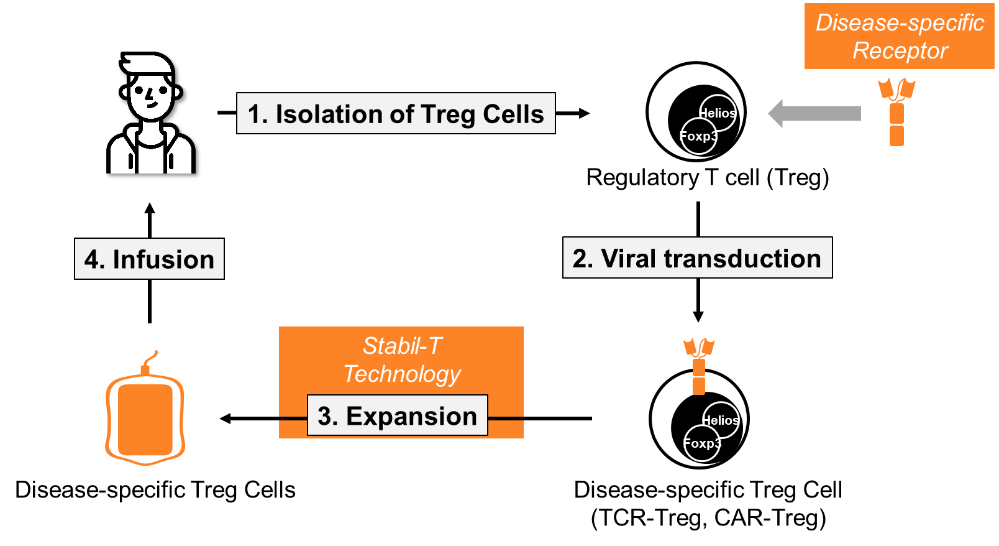 Disease-specific
Receptor
1. Isolation of Treg Cells
Helios
Foxp3
Regulatory T cell (Treg)
2. Viral transduction
4. Infusion
Stabil-T
Technology
3. Expansion
Helios
Foxp3
Disease-specific Treg Cells
Disease-specific Treg Cell
(TCR-Treg, CAR-Treg)